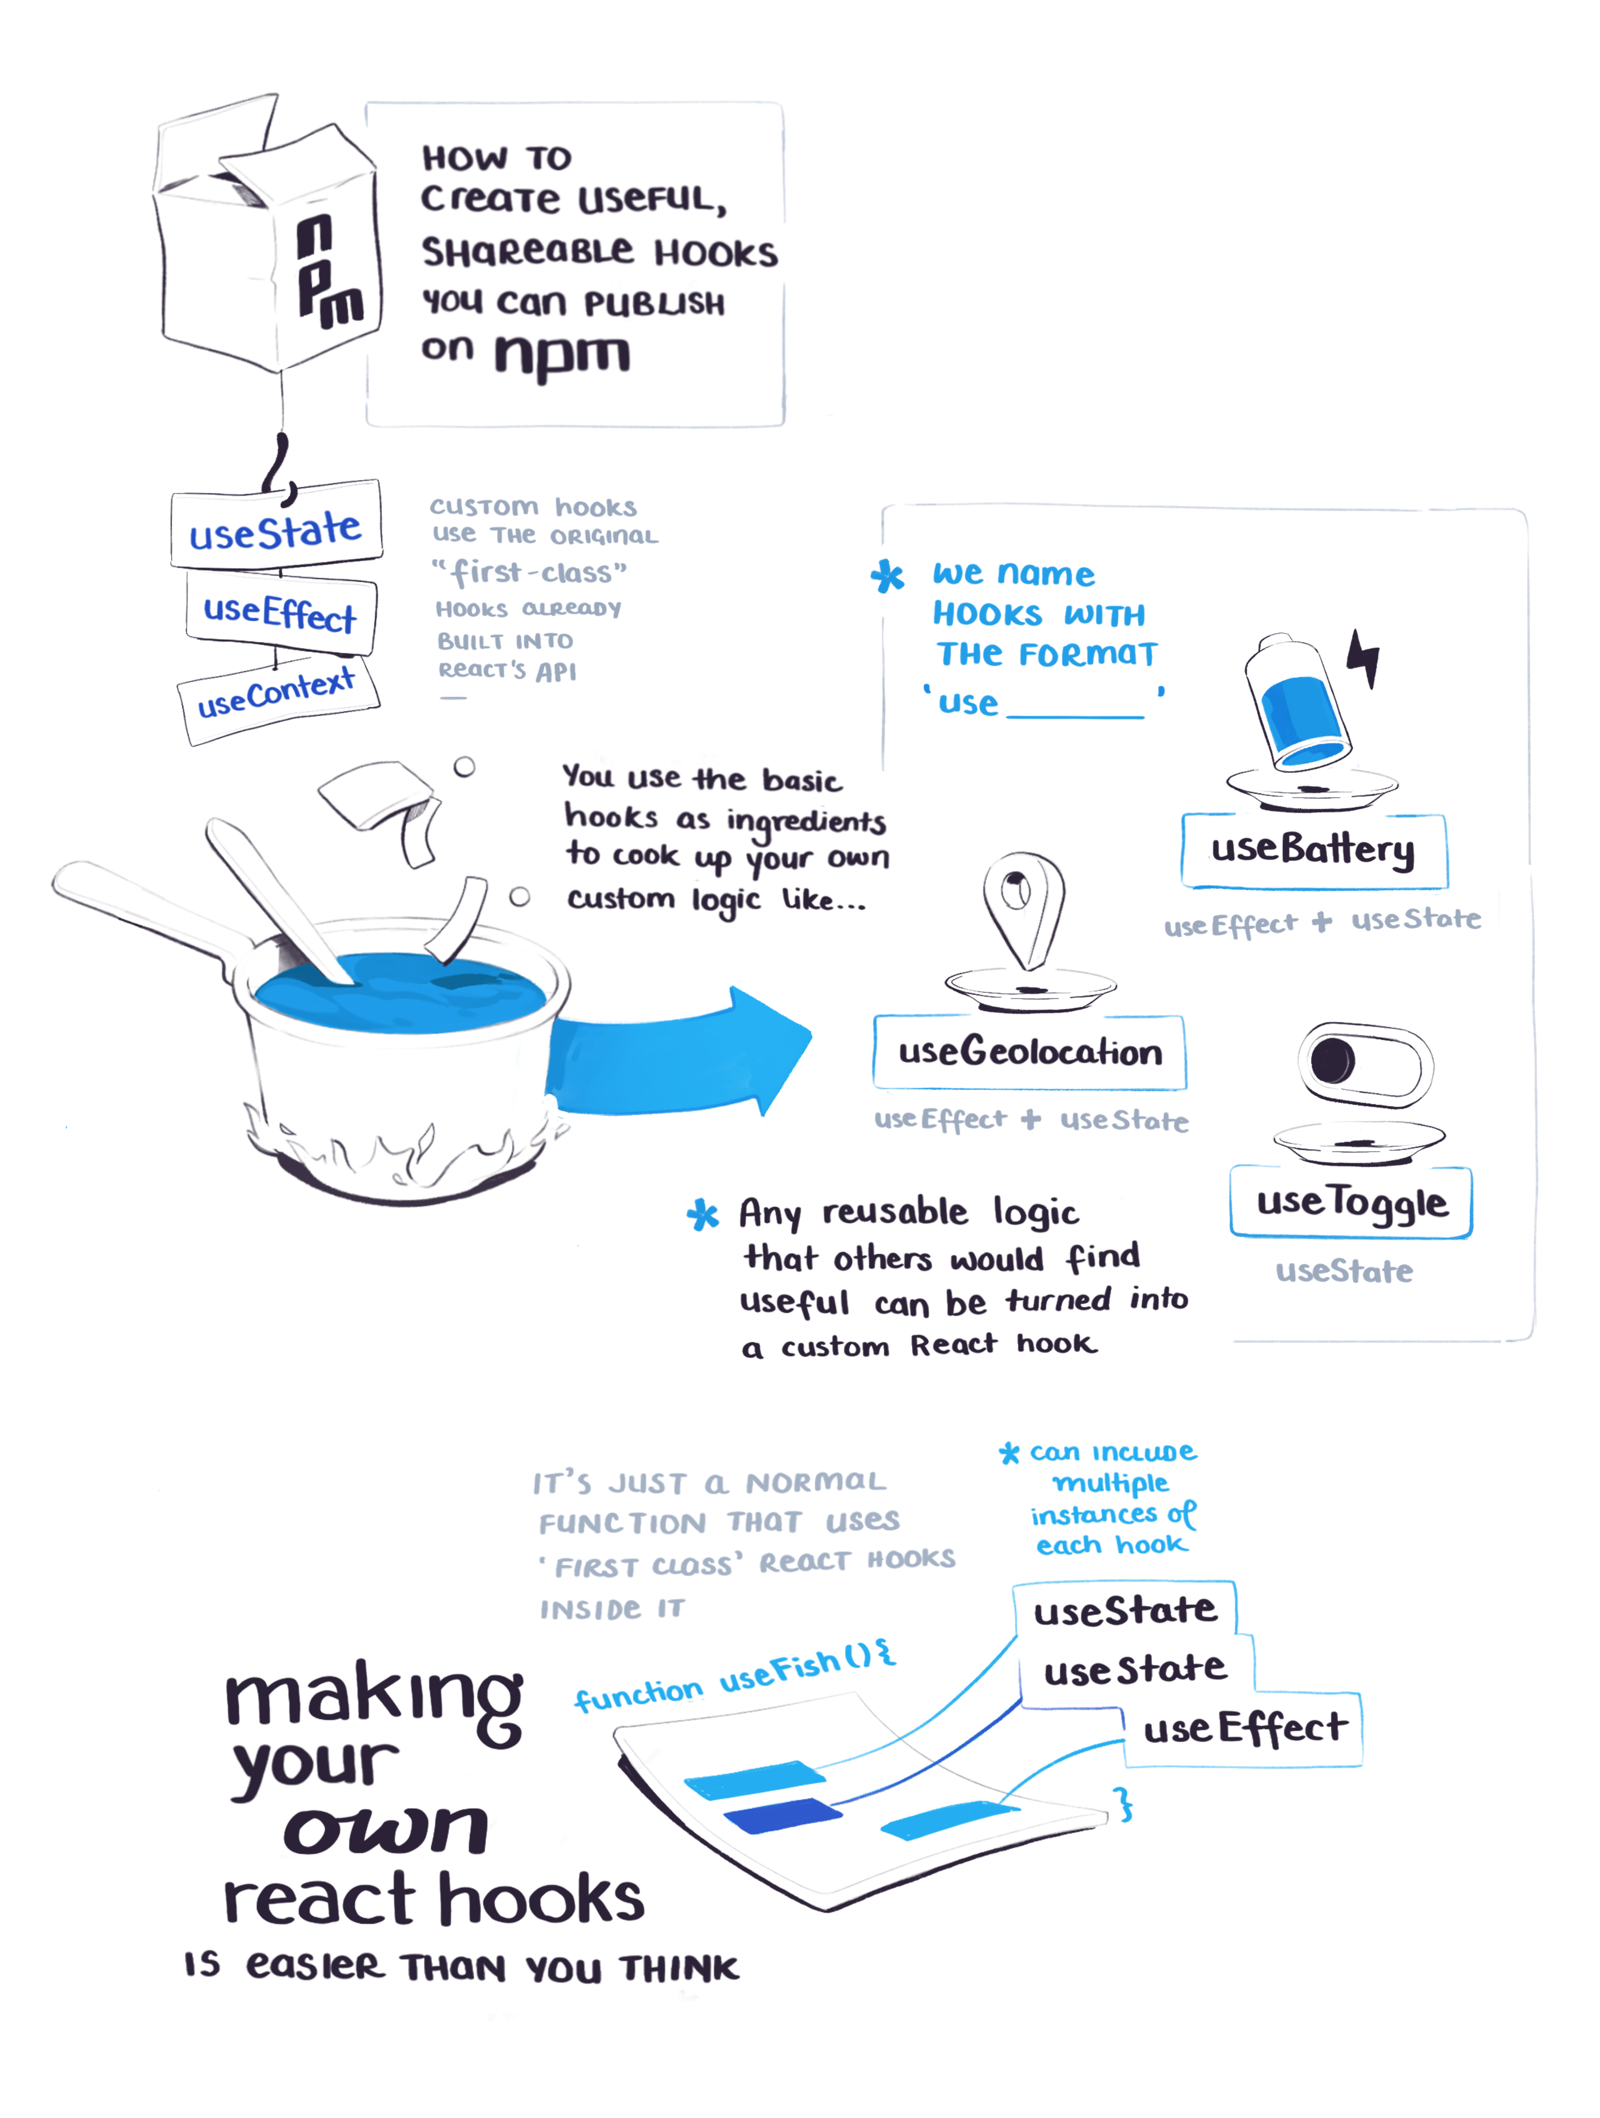 npm
HOW TO
CREATE USEFUL,
SHAREABLE HOOKS
YOU CAN PUBLISH
on npm
useState
useEffect
useContext
CUSTOM hooks
USE THE ORIGINAL
"first-class"
HOOKS ALREADY
BUILT INTO
REACT'S API
—
You use the basic
hooks as ingredients
to cook up your own
custom logic like...
* we name
HOOKS WITH
THE FORMAT
'use ______'
useBattery
useEffect + useState
useGeolocation
useEffect + useState
useToggle
useState
* Any reusable logic
that others would find
useful can be turned into
a custom React hook
IT'S JUST A NORMAL
FUNCTION THAT USES
'FIRST CLASS' REACT HOOKS
INSIDE IT
* can INCLUDE
multiple
instances of
each hook
function useFish(){
useState
useState
useEffect
}
making
your
own
react hooks
IS EASIER THAN YOU THINK